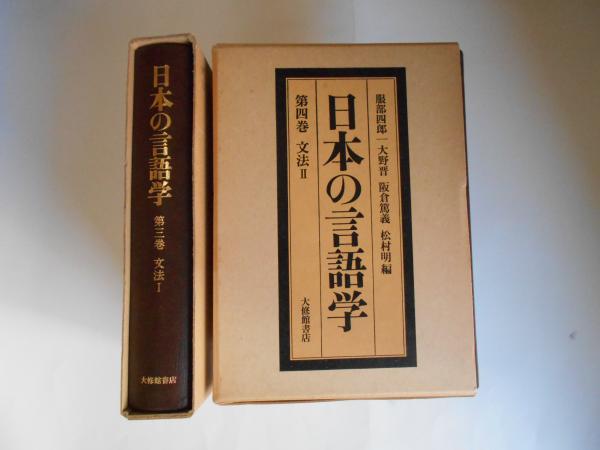 日本の言語学
第三巻 文法Ⅰ
大修館書店
服部四郎 大野晋 阪倉篤義 松村明 編
日本の言語学
第四巻 文法Ⅱ
大修館書店